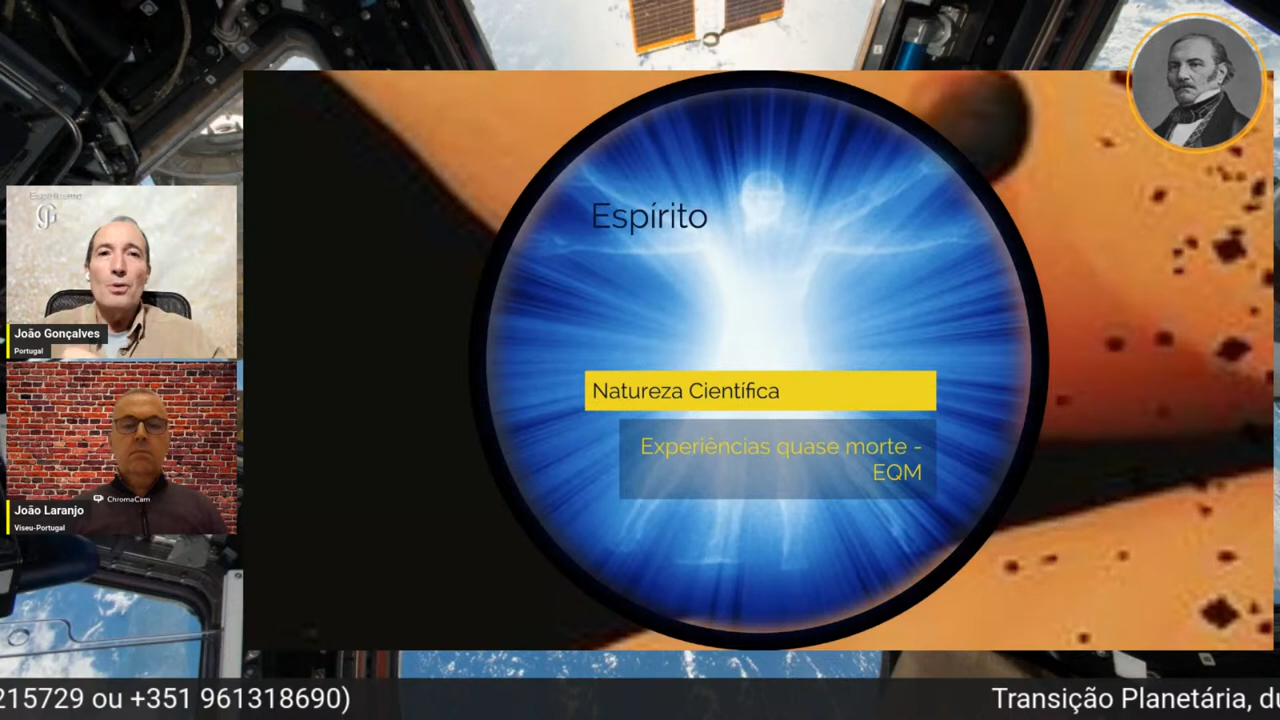 João Gonçalves
Portugal
ChromaCam
João Laranjo
Viseu-Portugal
Espírito
Natureza Científica
Experiências quase morte -
EQM
215729 ou +351 961318690)
Transição Planetária, du